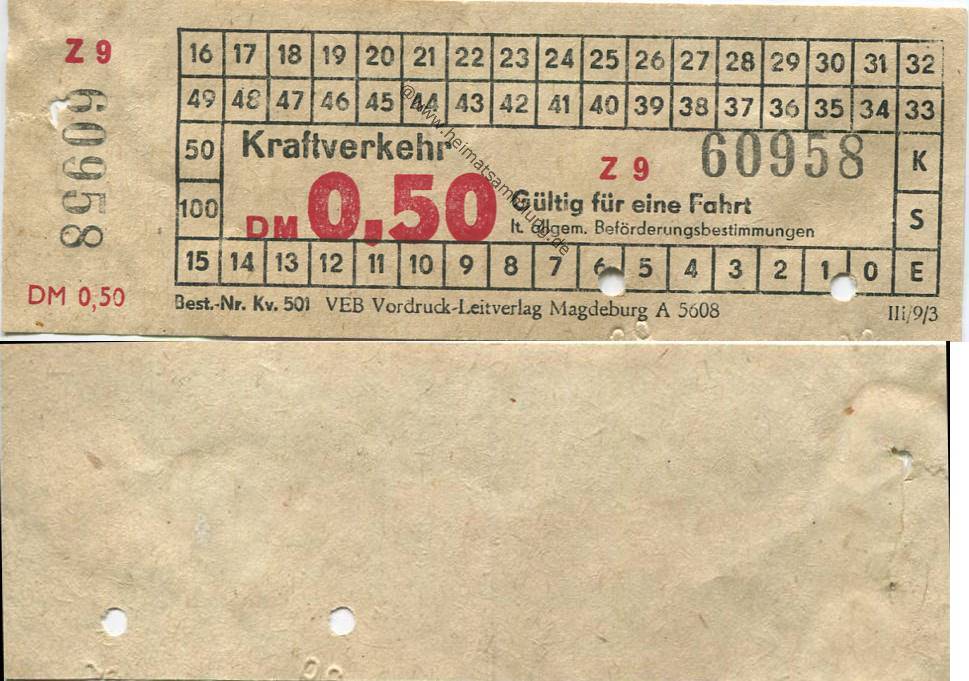 Z 9
60958
DM 0,50
16 17 18 19 20 21 22 23 24 25 26 27 28 29 30 31 32
49 48 47 46 45 44 43 42 41 40 39 38 37 36 35 34 33
50 Kraftverkehr Z 9 60958 K
100 DM 0,50 Gültig für eine Fahrt S
lt. allgem. Beförderungsbestimmungen
15 14 13 12 11 10 9 8 7 6 5 4 3 2 1 0 E
Best.-Nr. Kv. 501 VEB Vordruck-Leitverlag Magdeburg A 5608 IIi/9/3
@www.heimatsammlung.de